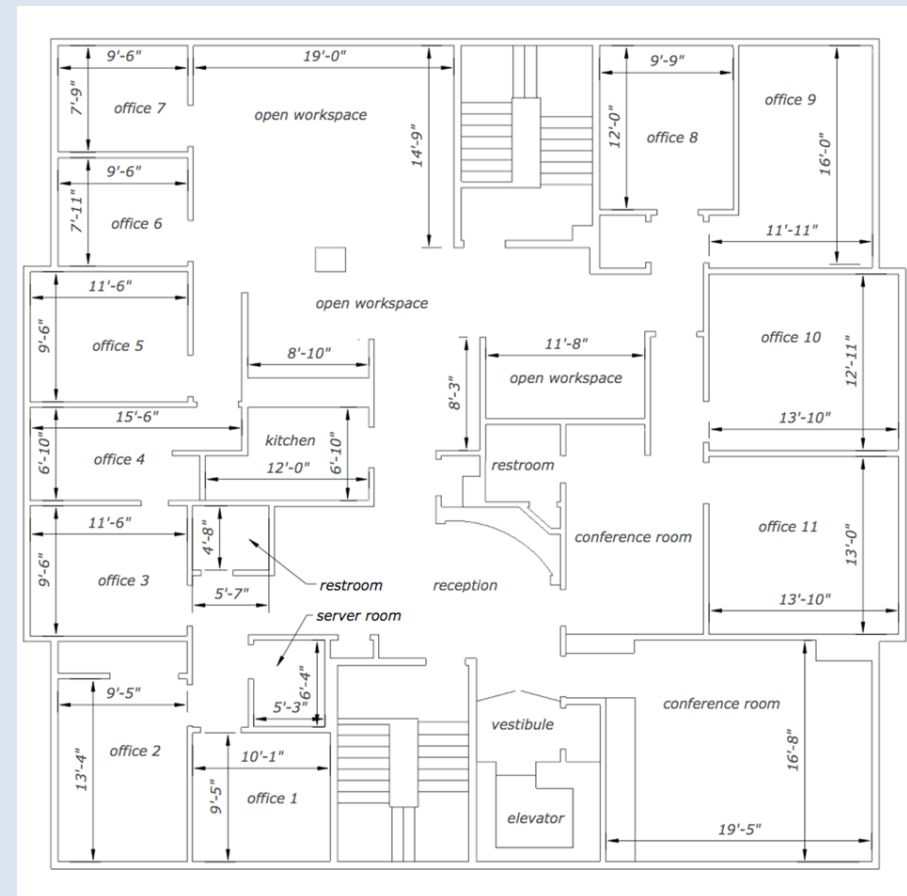 9'-6"
19'-0"
9'-9"
7'-9"
office 7
open workspace
14'-9"
12'-0"
office 8
office 9
16'-0"
9'-6"
7'-11"
office 6
11'-11"
11'-6"
9'-6"
office 5
open workspace
8'-10"
11'-8"
open workspace
8'-3"
office 10
12'-11"
13'-10"
15'-6"
6'-10"
office 4
kitchen
6'-10"
12'-0"
restroom
11'-6"
9'-6"
office 3
4'-8"
5'-7"
restroom
server room
reception
conference room
office 11
13'-0"
13'-10"
9'-5"
13'-4"
office 2
6'-4"
5'-3"
10'-1"
9'-5"
office 1
vestibule
elevator
conference room
16'-8"
19'-5"